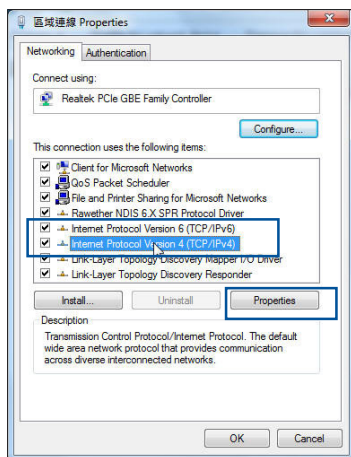 區域連線 Properties
Networking
Authentication
Connect using:
Realtek PCIe GBE Family Controller
Configure...
This connection uses the following items:
Client for Microsoft Networks
QoS Packet Scheduler
File and Printer Sharing for Microsoft Networks
Rawether NDIS 6.X SPR Protocol Driver
Internet Protocol Version 6 (TCP/IPv6)
Internet Protocol Version 4 (TCP/IPv4)
Link-Layer Topology Discovery Mapper I/O Driver
Link-Layer Topology Discovery Responder
Install...
Uninstall
Properties
Description
Transmission Control Protocol/Internet Protocol. The default
wide area network protocol that provides communication
across diverse interconnected networks.
OK
Cancel